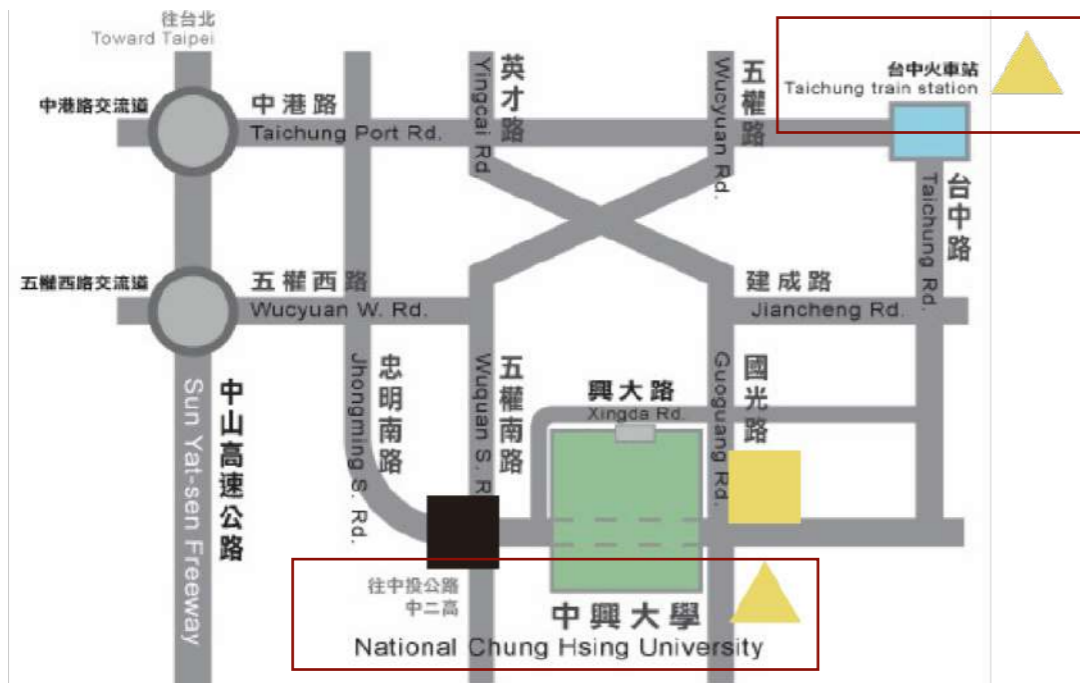 往台北
Toward Taipei
中港路交流道
中港路
Taichung Port Rd.
英才路
Yingcai Rd
五權路
Wucyuan Rd.
台中火車站
Taichung train station
台中路
Taichung Rd.
五權西路交流道
五權西路
Wucyuan W. Rd.
建成路
Jiancheng Rd.
中山高速公路
Sun Yat-sen Freeway
忠明南路
Jhongming S. Rd.
五權南路
Wuquan S. R
興大路
Xingda Rd.
國光路
Guoguang Rd.
往中投公路
中二高
中興大學
National Chung Hsing University